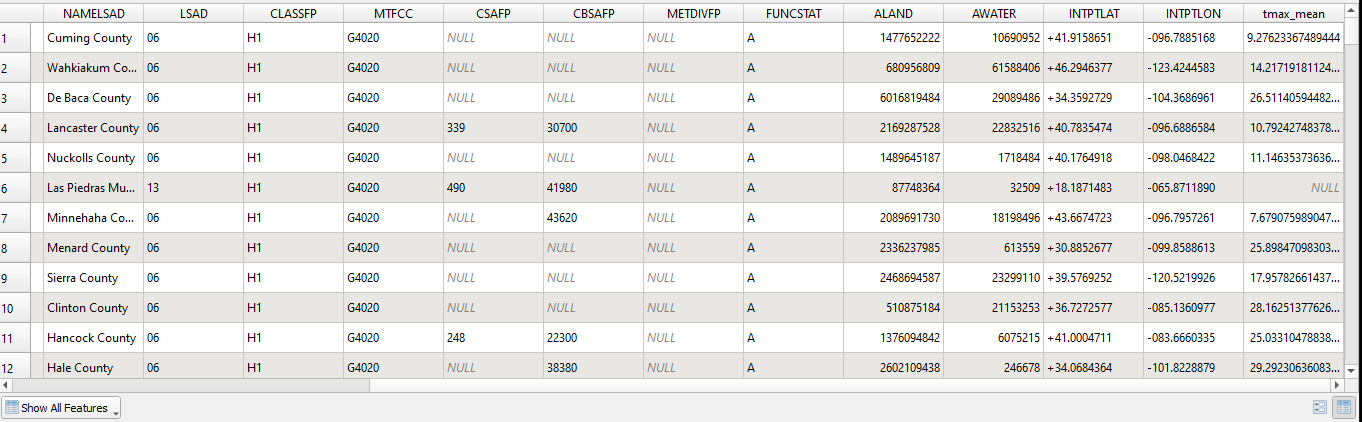 NAMELSAD LSAD CLASSFP MTFCC CSAFP CBSAFP METDIVFP FUNCSTAT ALAND AWATER INTPTLAT INTPTLON tmax_mean
1 Cuming County 06 H1 G4020 NULL NULL NULL A 1477652222 10690952 +41.9158651 -096.7885168 9.27623367489444
2 Wahkiakum Co... 06 H1 G4020 NULL NULL NULL A 680956809 61588406 +46.2946377 -123.4244583 14.21719181124...
3 De Baca County 06 H1 G4020 NULL NULL NULL A 6016819484 29089486 +34.3592729 -104.3686961 26.51140594482...
4 Lancaster County 06 H1 G4020 339 30700 NULL A 2169287528 22832516 +40.7835474 -096.6886584 10.79242748378...
5 Nuckolls County 06 H1 G4020 NULL NULL NULL A 1489645187 1718484 +40.1764918 -098.0468422 11.14635373636...
6 Las Piedras Mu... 13 H1 G4020 490 41980 NULL A 87748364 32509 +18.1871483 -065.8711890 NULL
7 Minnehaha Co... 06 H1 G4020 NULL 43620 NULL A 2089691730 18198496 +43.6674723 -096.7957261 7.679075989047...
8 Menard County 06 H1 G4020 NULL NULL NULL A 2336237985 613559 +30.8852677 -099.8588613 25.89847098303...
9 Sierra County 06 H1 G4020 NULL NULL NULL A 2468694587 23299110 +39.5769252 -120.5219926 17.95782661437...
10 Clinton County 06 H1 G4020 NULL NULL NULL A 510875184 21153253 +36.7272577 -085.1360977 28.16251377626...
11 Hancock County 06 H1 G4020 248 22300 NULL A 1376094842 6075215 +41.0004711 -083.6660335 25.03310478838...
12 Hale County 06 H1 G4020 NULL 38380 NULL A 2602109438 246678 +34.0684364 -101.8228879 29.29230636083...
Show All Features